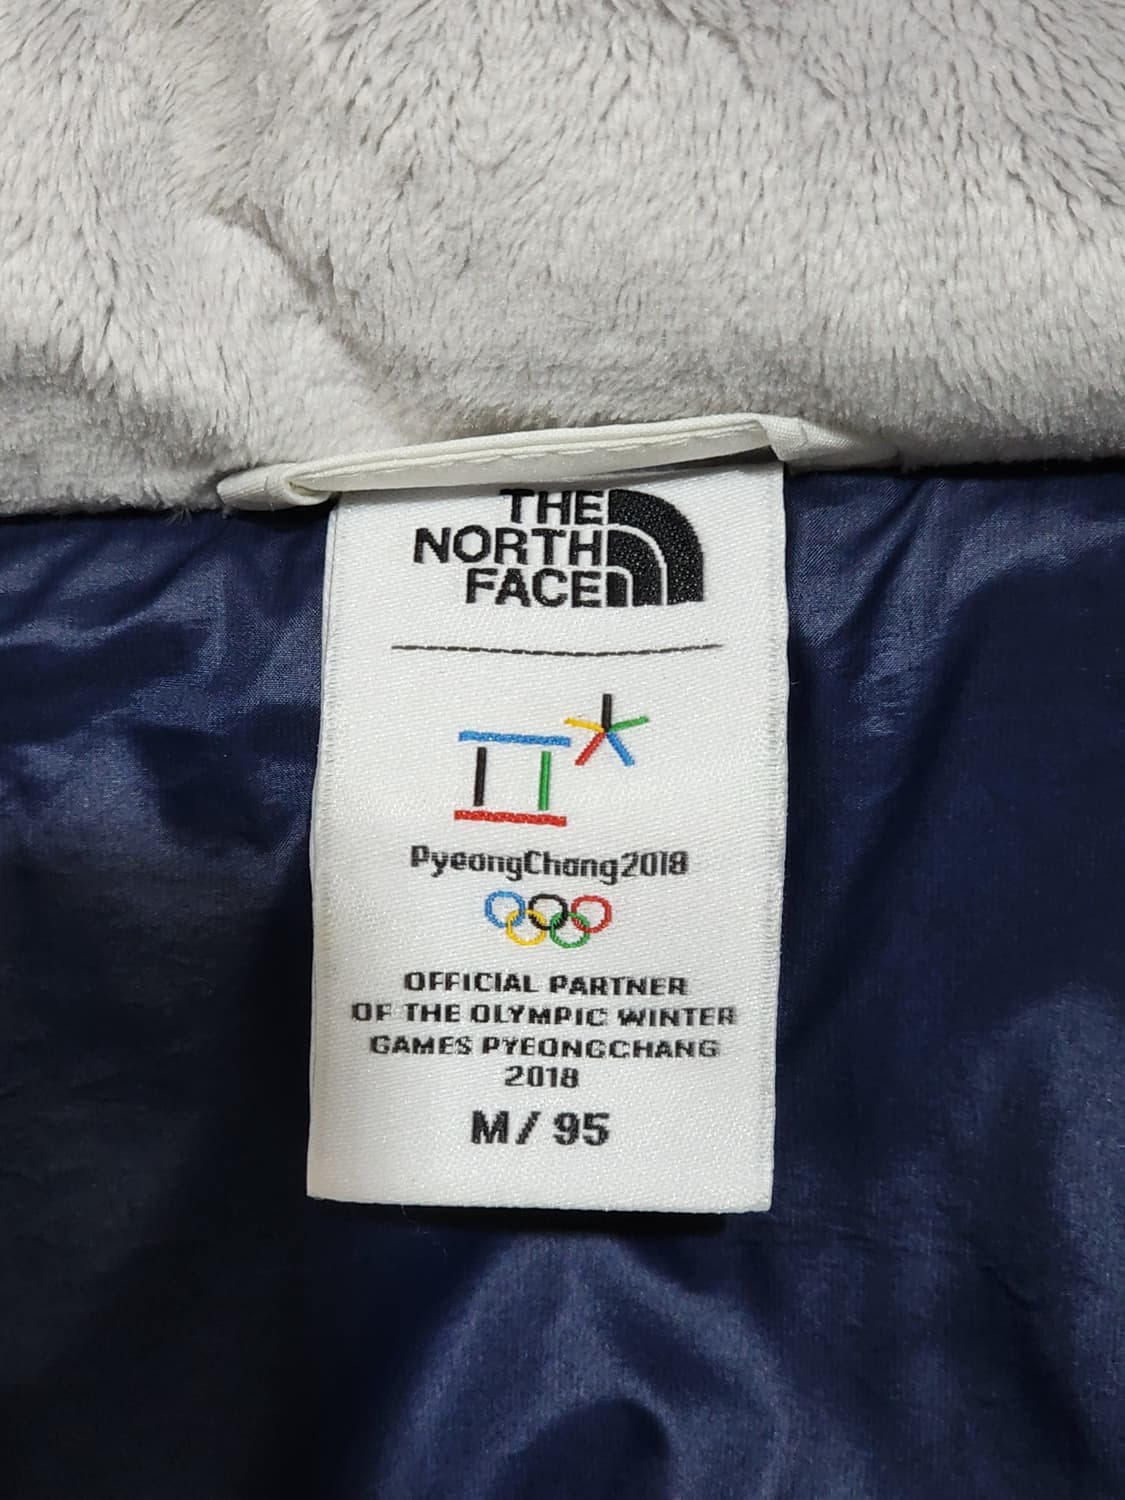 THE
NORTH
FACE
PyeongChang2018
OFFICIAL PARTNER
OF THE OLYMPIC WINTER
GAMES PYEONGCHANG
2018
M/ 95